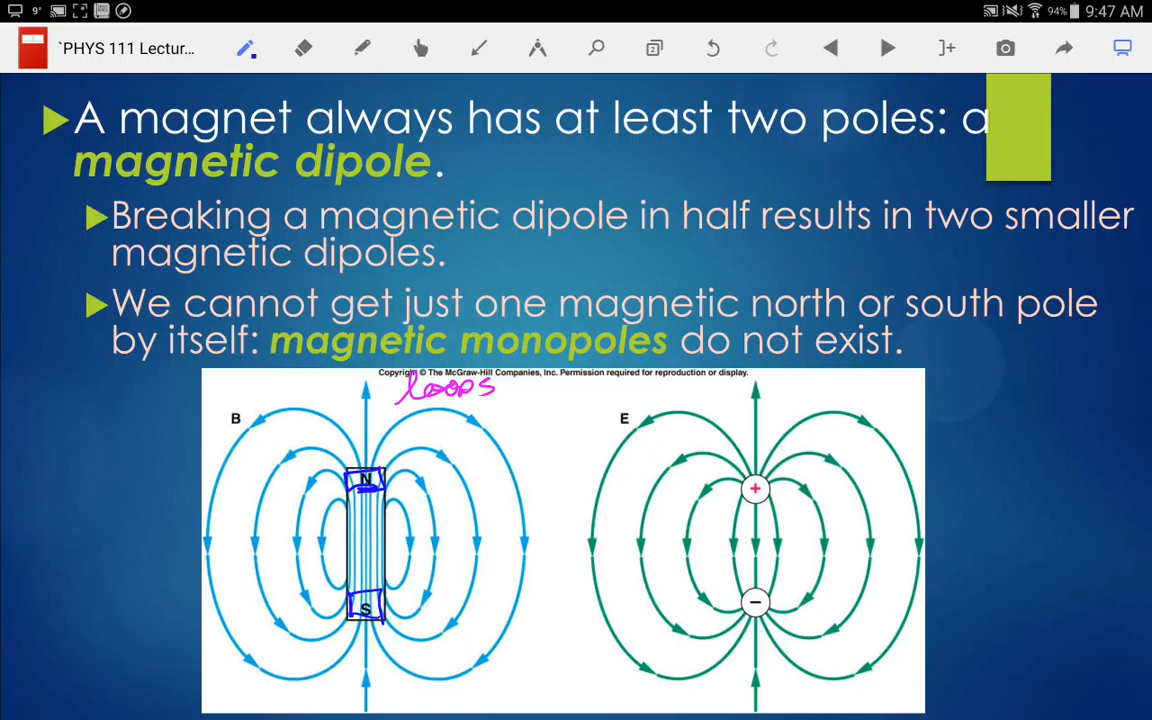 9° 94% 9:47 AM
`PHYS 111 Lectur... 2
A magnet always has at least two poles: a
magnetic dipole.
Breaking a magnetic dipole in half results in two smaller
magnetic dipoles.
We cannot get just one magnetic north or south pole
by itself: magnetic monopoles do not exist.
Copyright © The McGraw-Hill Companies, Inc. Permission required for reproduction or display.
loops
B E
N +
S −